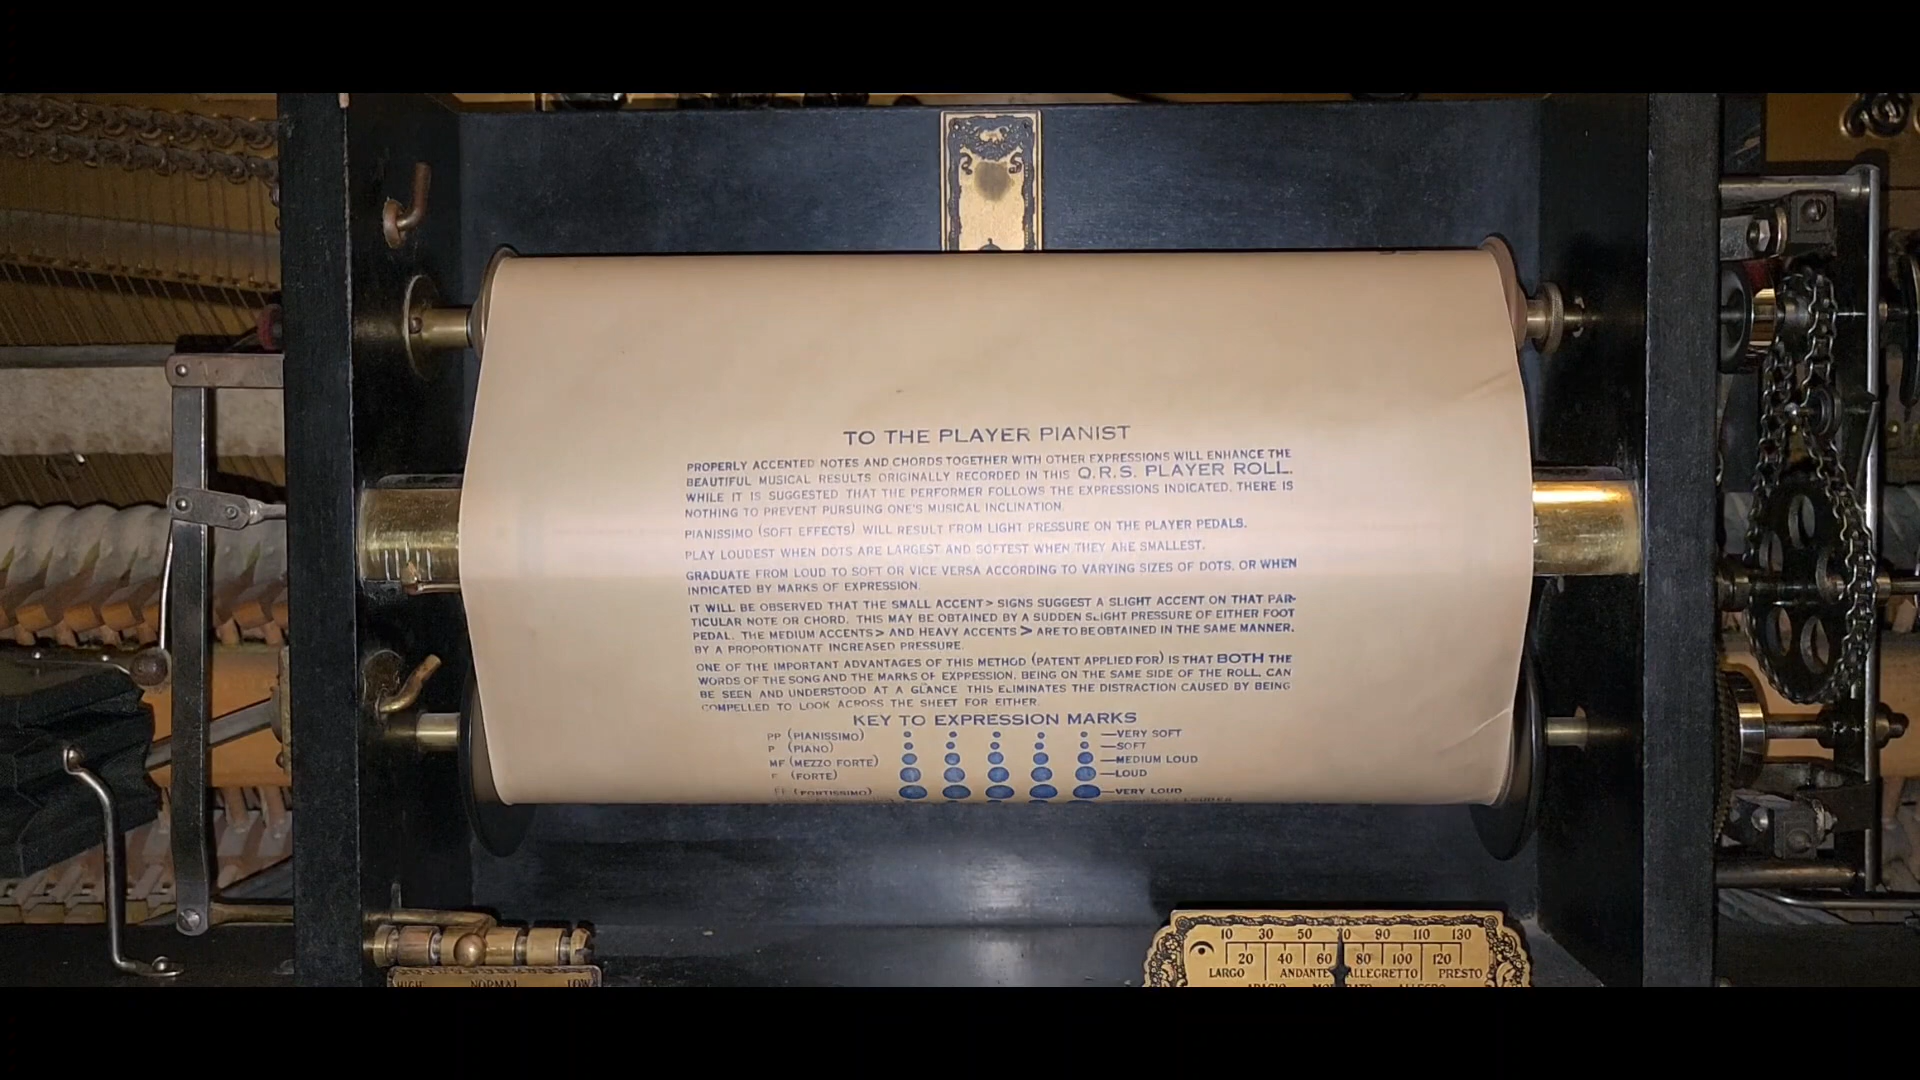 TO THE PLAYER PIANIST
PROPERLY ACCENTED NOTES AND CHORDS TOGETHER WITH OTHER EXPRESSIONS WILL ENHANCE THE
BEAUTIFUL MUSICAL RESULTS ORIGINALLY RECORDED IN THIS Q.R.S. PLAYER ROLL.
WHILE IT IS SUGGESTED THAT THE PERFORMER FOLLOWS THE EXPRESSIONS INDICATED, THERE IS
NOTHING TO PREVENT PURSUING ONE'S MUSICAL INCLINATION.
PIANISSIMO (SOFT EFFECTS) WILL RESULT FROM LIGHT PRESSURE ON THE PLAYER PEDALS.
PLAY LOUDEST WHEN DOTS ARE LARGEST AND SOFTEST WHEN THEY ARE SMALLEST.
GRADUATE FROM LOUD TO SOFT OR VICE VERSA ACCORDING TO VARYING SIZES OF DOTS, OR WHEN
INDICATED BY MARKS OF EXPRESSION.
IT WILL BE OBSERVED THAT THE SMALL ACCENT > SIGNS SUGGEST A SLIGHT ACCENT ON THAT PAR-
TICULAR NOTE OR CHORD. THIS MAY BE OBTAINED BY A SUDDEN SLIGHT PRESSURE OF EITHER FOOT
PEDAL. THE MEDIUM ACCENTS > AND HEAVY ACCENTS > ARE TO BE OBTAINED IN THE SAME MANNER,
BY A PROPORTIONATE INCREASED PRESSURE.
ONE OF THE IMPORTANT ADVANTAGES OF THIS METHOD (PATENT APPLIED FOR) IS THAT BOTH THE
WORDS OF THE SONG AND THE MARKS OF EXPPESSION, BEING ON THE SAME SIDE OF THE ROLL, CAN
BE SEEN AND UNDERSTOOD AT A GLANCE THIS ELIMINATES THE DISTRACTION CAUSED BY BEING
COMPELLED TO LOOK ACROSS THE SHEET FOR EITHER.
KEY TO EXPRESSION MARKS
PP (PIANISSIMO) —VERY SOFT
P (PIANO) —SOFT
MF (MEZZO FORTE) —MEDIUM LOUD
F (FORTE) —LOUD
FF (FORTISSIMO) —VERY LOUD
10 30 50 70 90 110 130
20 40 60 80 100 120
LARGO ANDANTE ALLEGRETTO PRESTO
ADAGIO MODERATO ALLEGRO
HIGH NORMAL LOW